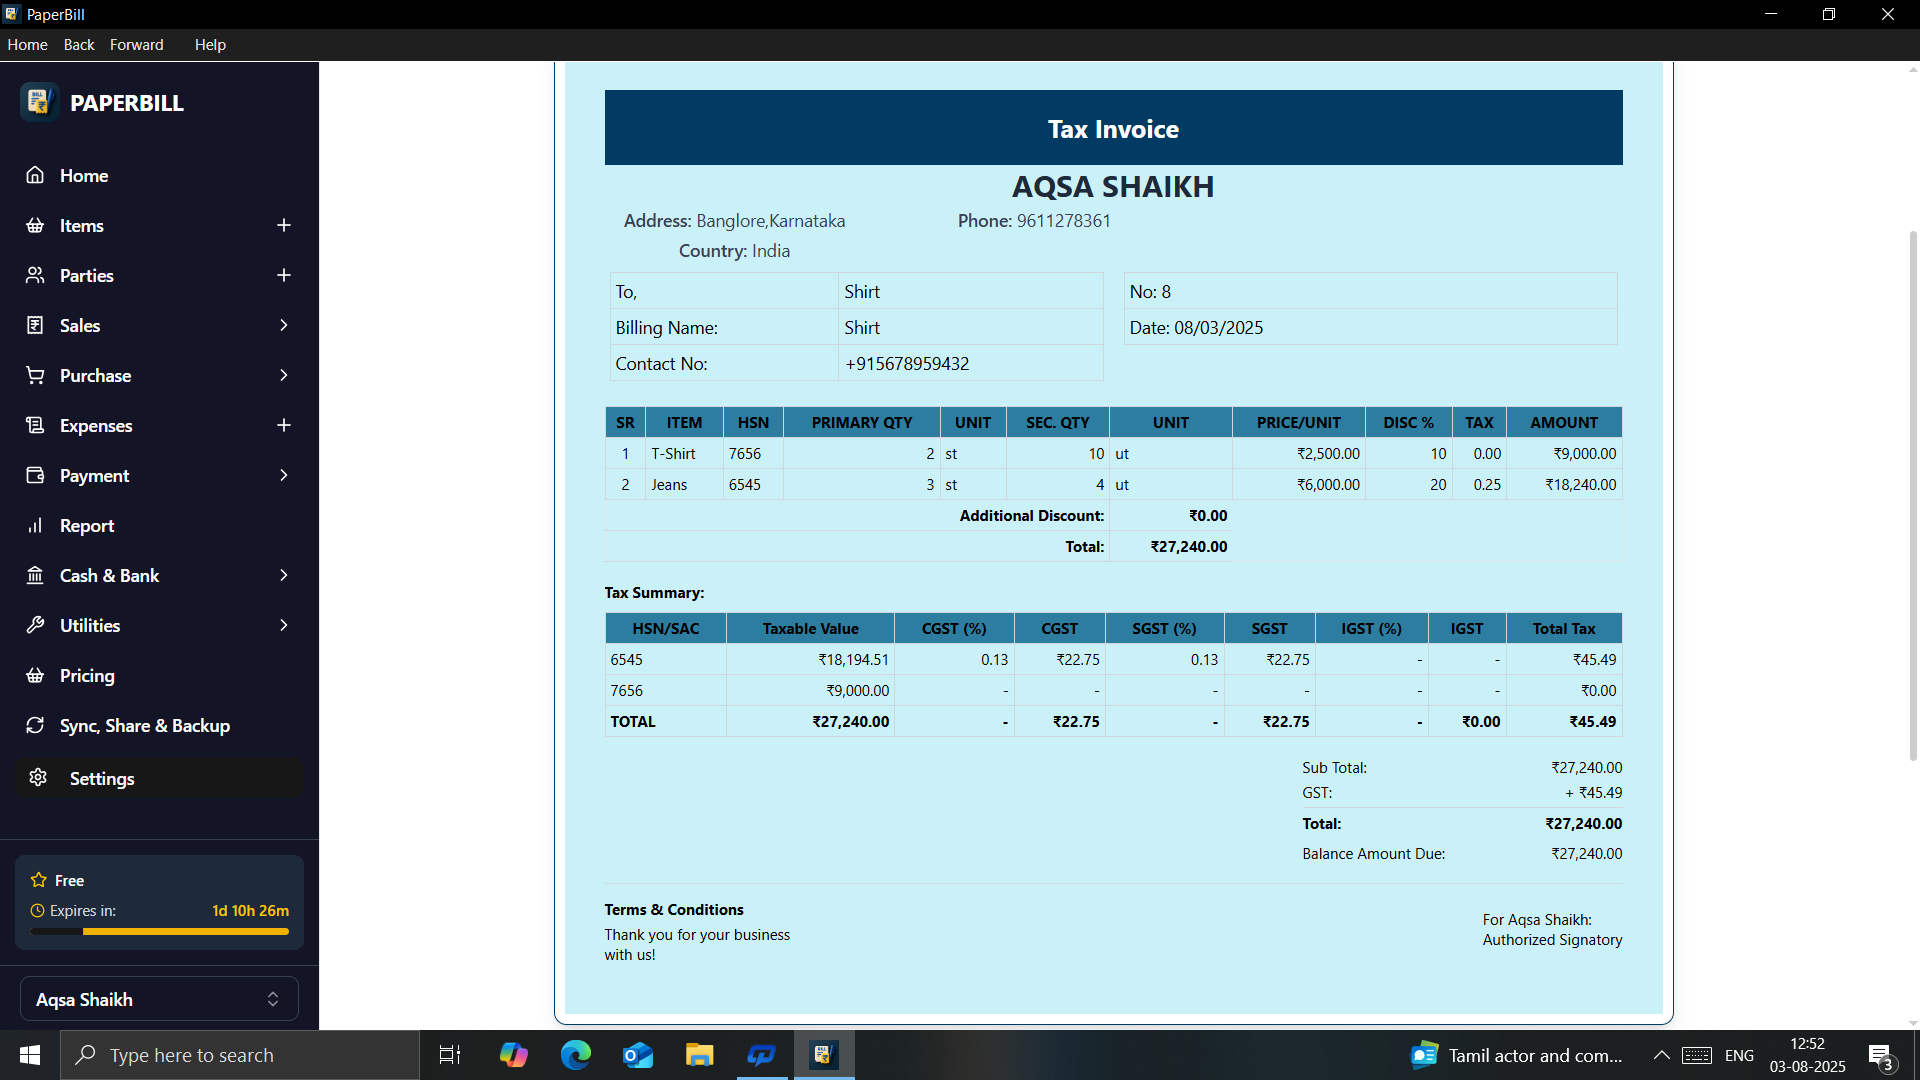 PaperBill
Home Back Forward Help
PAPERBILL
Home
Items
Parties
Sales
Purchase
Expenses
Payment
Report
Cash & Bank
Utilities
Pricing
Sync, Share & Backup
Settings
Free
Expires in: 1d 10h 26m
Aqsa Shaikh
Tax Invoice
AQSA SHAIKH
Address: Banglore,Karnataka Phone: 9611278361
Country: India
To, Shirt
Billing Name: Shirt
Contact No: +915678959432
No: 8
Date: 08/03/2025
SR ITEM HSN PRIMARY QTY UNIT SEC. QTY UNIT PRICE/UNIT DISC % TAX AMOUNT
1 T-Shirt 7656 2 st 10 ut ₹2,500.00 10 0.00 ₹9,000.00
2 Jeans 6545 3 st 4 ut ₹6,000.00 20 0.25 ₹18,240.00
Additional Discount: ₹0.00
Total: ₹27,240.00
Tax Summary:
HSN/SAC Taxable Value CGST (%) CGST SGST (%) SGST IGST (%) IGST Total Tax
6545 ₹18,194.51 0.13 ₹22.75 0.13 ₹22.75 - - ₹45.49
7656 ₹9,000.00 - - - - - - ₹0.00
TOTAL ₹27,240.00 - ₹22.75 - ₹22.75 - ₹0.00 ₹45.49
Sub Total: ₹27,240.00
GST: + ₹45.49
Total: ₹27,240.00
Balance Amount Due: ₹27,240.00
Terms & Conditions
Thank you for your business
with us!
For Aqsa Shaikh:
Authorized Signatory
Type here to search
Tamil actor and com...
ENG
12:52
03-08-2025
3